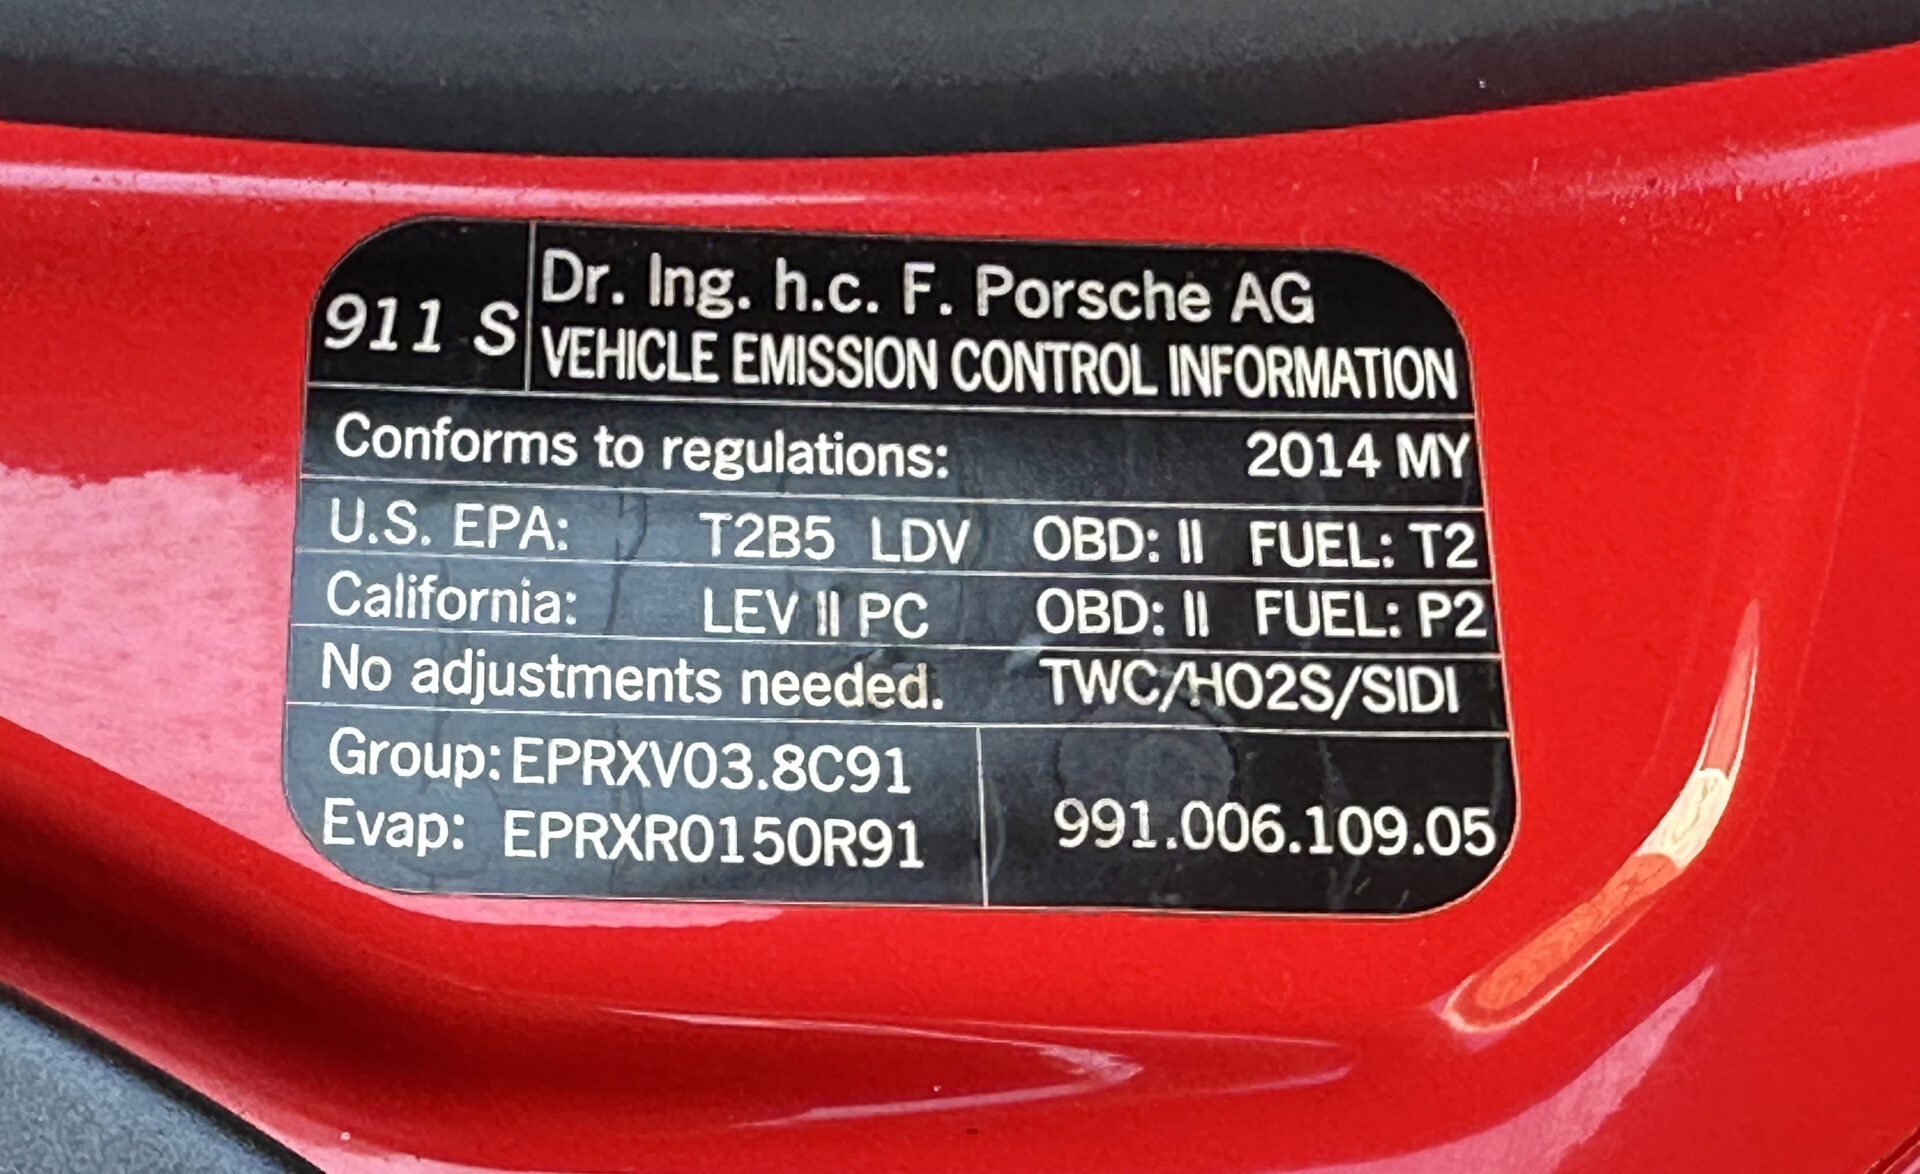 911 S
Dr. Ing. h.c. F. Porsche AG
VEHICLE EMISSION CONTROL INFORMATION
Conforms to regulations: 2014 MY
U.S. EPA: T2B5 LDV OBD: II FUEL: T2
California: LEV II PC OBD: II FUEL: P2
No adjustments needed. TWC/HO2S/SIDI
Group: EPRXV03.8C91
Evap: EPRXR0150R91
991.006.109.05